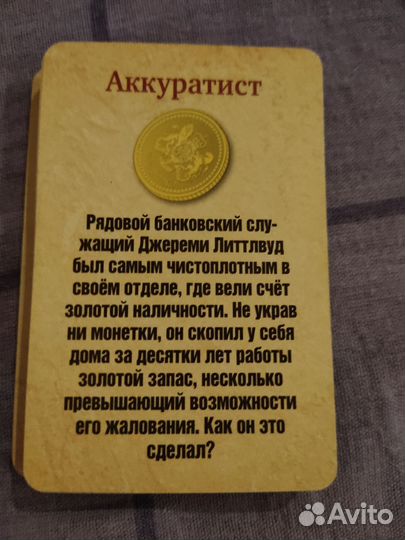 Аккуратист
Рядовой банковский слу-
жащий Джереми Литтлвуд
был самым чистоплотным в
своём отделе, где вели счёт
золотой наличности. Не украв
ни монетки, он скопил у себя
дома за десятки лет работы
золотой запас, несколько
превышающий возможности
его жалования. Как он это
сделал?
Avito